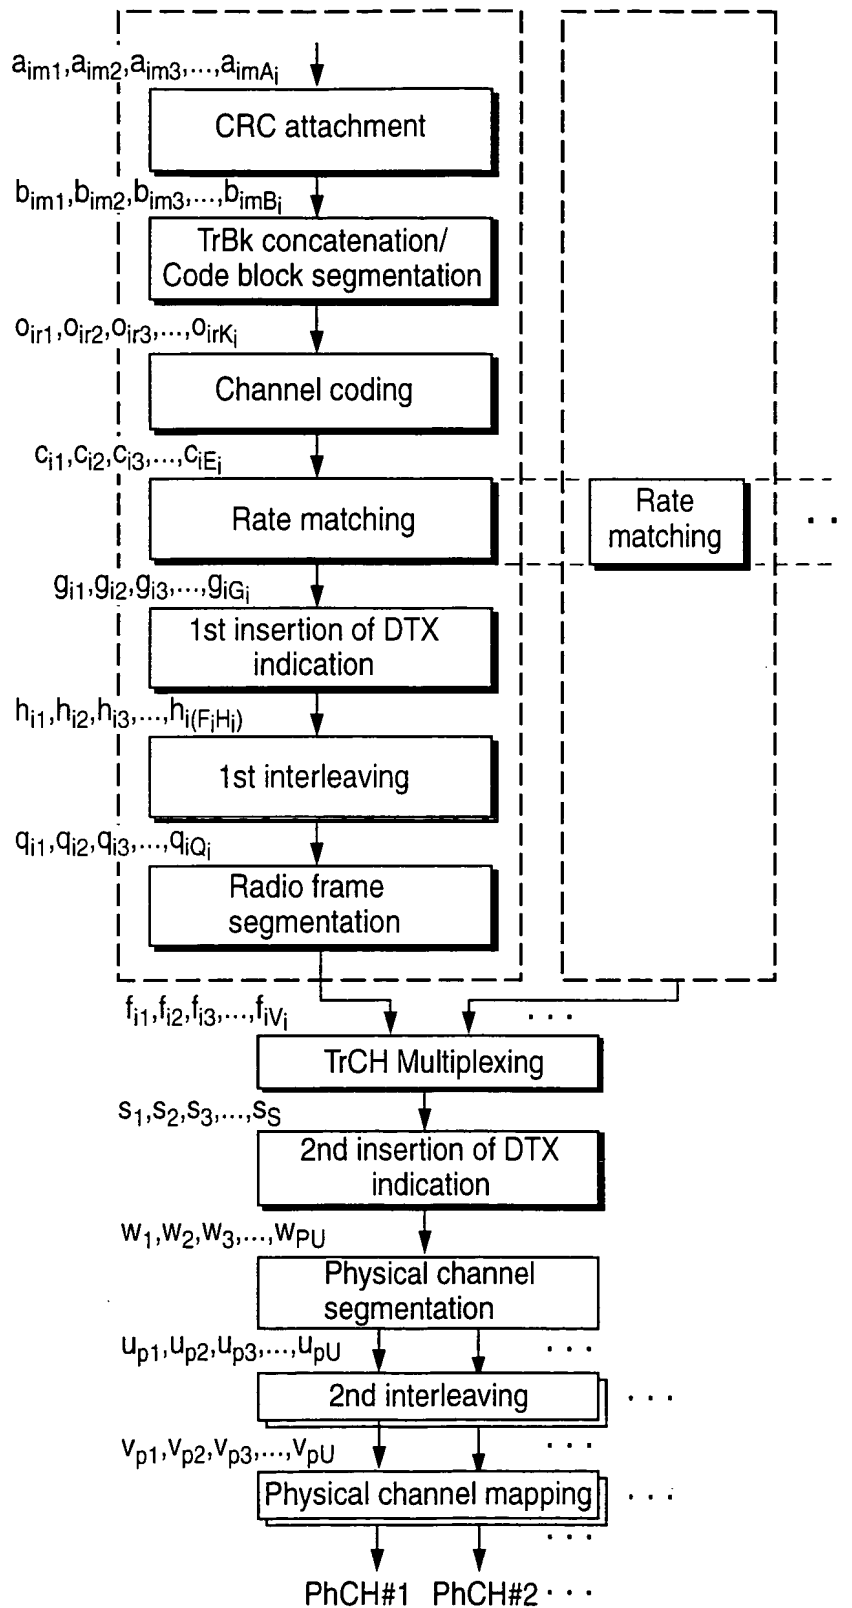 a_im1,a_im2,a_im3,...,a_imA_i
CRC attachment
b_im1,b_im2,b_im3,...,b_imB_i
TrBk concatenation/
Code block segmentation
o_ir1,o_ir2,o_ir3,...,o_irK_i
Channel coding
c_i1,c_i2,c_i3,...,c_iE_i
Rate matching
Rate
matching
. .
g_i1,g_i2,g_i3,...,g_iG_i
1st insertion of DTX
indication
h_i1,h_i2,h_i3,...,h_i(F_iH_i)
1st interleaving
q_i1,q_i2,q_i3,...,q_iQ_i
Radio frame
segmentation
f_i1,f_i2,f_i3,...,f_iV_i
. . .
TrCH Multiplexing
s_1,s_2,s_3,...,s_S
2nd insertion of DTX
indication
w_1,w_2,w_3,...,w_PU
Physical channel
segmentation
u_p1,u_p2,u_p3,...,u_pU
. . .
2nd interleaving
. . .
v_p1,v_p2,v_p3,...,v_pU
. . .
Physical channel mapping
. . .
. . .
PhCH#1 PhCH#2 . . .